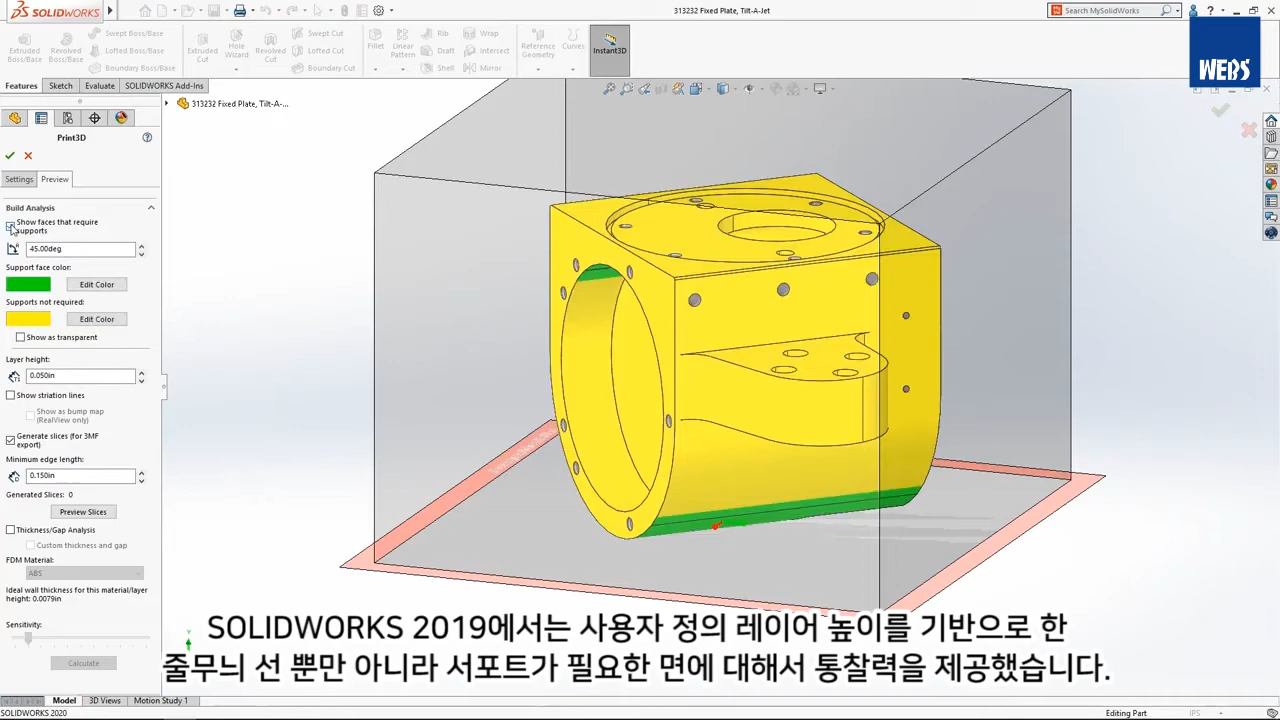 SOLIDWORKS
313232 Fixed Plate, Tilt-A-Jet
Search MySolidWorks
WEBS
Extruded Boss/Base
Revolved Boss/Base
Swept Boss/Base
Lofted Boss/Base
Boundary Boss/Base
Extruded Cut
Hole Wizard
Revolved Cut
Swept Cut
Lofted Cut
Boundary Cut
Fillet
Linear Pattern
Rib
Draft
Shell
Wrap
Intersect
Mirror
Reference Geometry
Curves
Instant3D
Features
Sketch
Evaluate
SOLIDWORKS Add-Ins
313232 Fixed Plate, Tilt-A-...
Print3D
Settings
Preview
Build Analysis
Show faces that require
supports
45.00deg
Support face color:
Edit Color
Supports not required:
Edit Color
Show as transparent
Layer height:
0.050in
Show striation lines
Show as bump map
(RealView only)
Generate slices (for 3MF
export)
Minimum edge length:
0.150in
Generated Slices: 0
Preview Slices
Thickness/Gap Analysis
Custom thickness and gap
FDM Material:
ABS
Ideal wall thickness for this material/layer
height: 0.0079in
Sensitivity:
Calculate
SOLIDWORKS 2019에서는 사용자 정의 레이어 높이를 기반으로 한
줄무늬 선 뿐만 아니라 서포트가 필요한 면에 대해서 통찰력을 제공했습니다.
Model
3D Views
Motion Study 1
SOLIDWORKS 2020
Editing Part
IPS